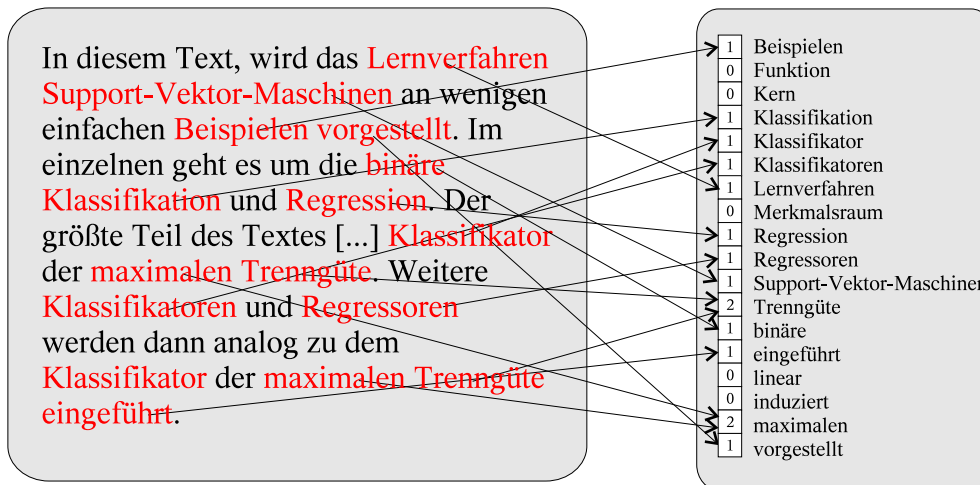 In diesem Text, wird das Lernverfahren
Support-Vektor-Maschinen an wenigen
einfachen Beispielen vorgestellt. Im
einzelnen geht es um die binäre
Klassifikation und Regression. Der
größte Teil des Textes [...] Klassifikator
der maximalen Trenngüte. Weitere
Klassifikatoren und Regressoren
werden dann analog zu dem
Klassifikator der maximalen Trenngüte
eingeführt.
1 Beispielen
0 Funktion
0 Kern
1 Klassifikation
1 Klassifikator
1 Klassifikatoren
1 Lernverfahren
0 Merkmalsraum
1 Regression
1 Regressoren
1 Support-Vektor-Maschinen
2 Trenngüte
1 binäre
1 eingeführt
0 linear
0 induziert
2 maximalen
1 vorgestellt